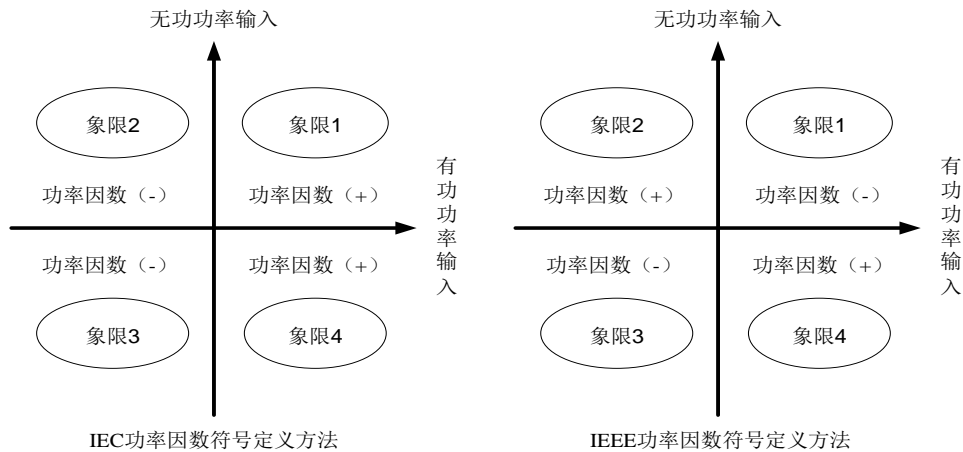 无功功率输入
象限2
象限1
功率因数（-）
功率因数（+）
有功功率输入
功率因数（-）
功率因数（+）
象限3
象限4
IEC功率因数符号定义方法
无功功率输入
象限2
象限1
功率因数（+）
功率因数（-）
有功功率输入
功率因数（-）
功率因数（+）
象限3
象限4
IEEE功率因数符号定义方法